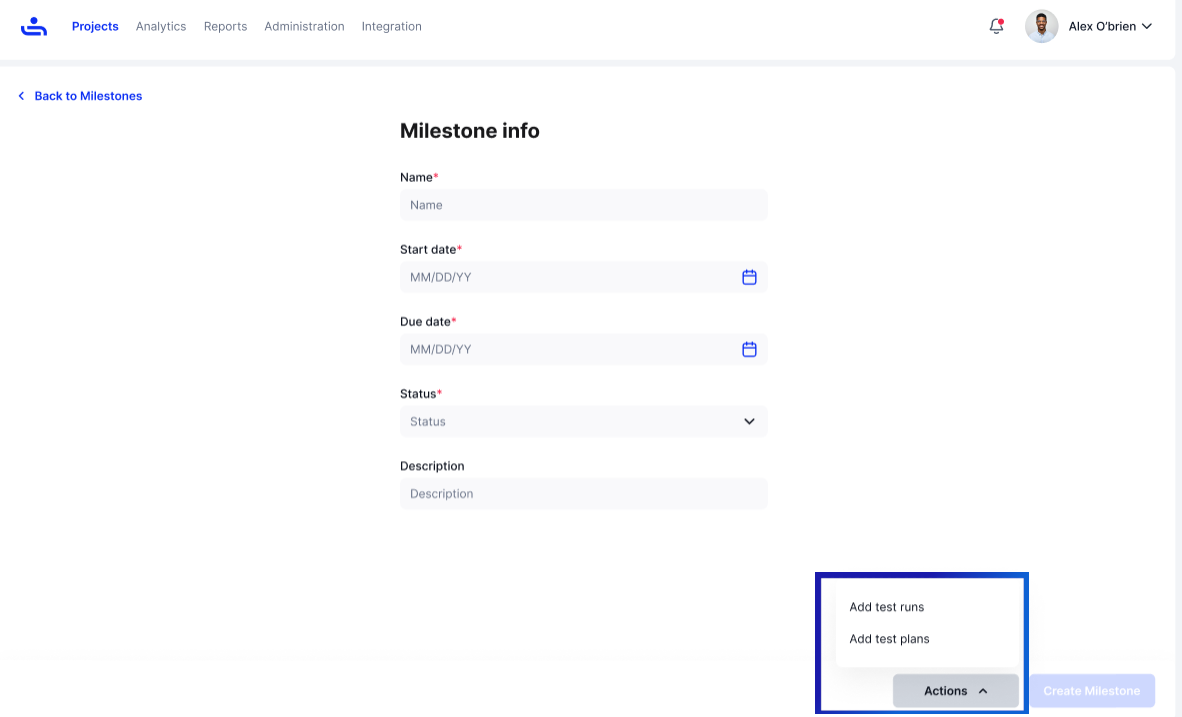 Projects Analytics Reports Administration Integration Alex O'brien
Back to Milestones
Milestone info
Name*
Name
Start date*
MM/DD/YY
Due date*
MM/DD/YY
Status*
Status
Description
Description
Add test runs
Add test plans
Actions Create Milestone